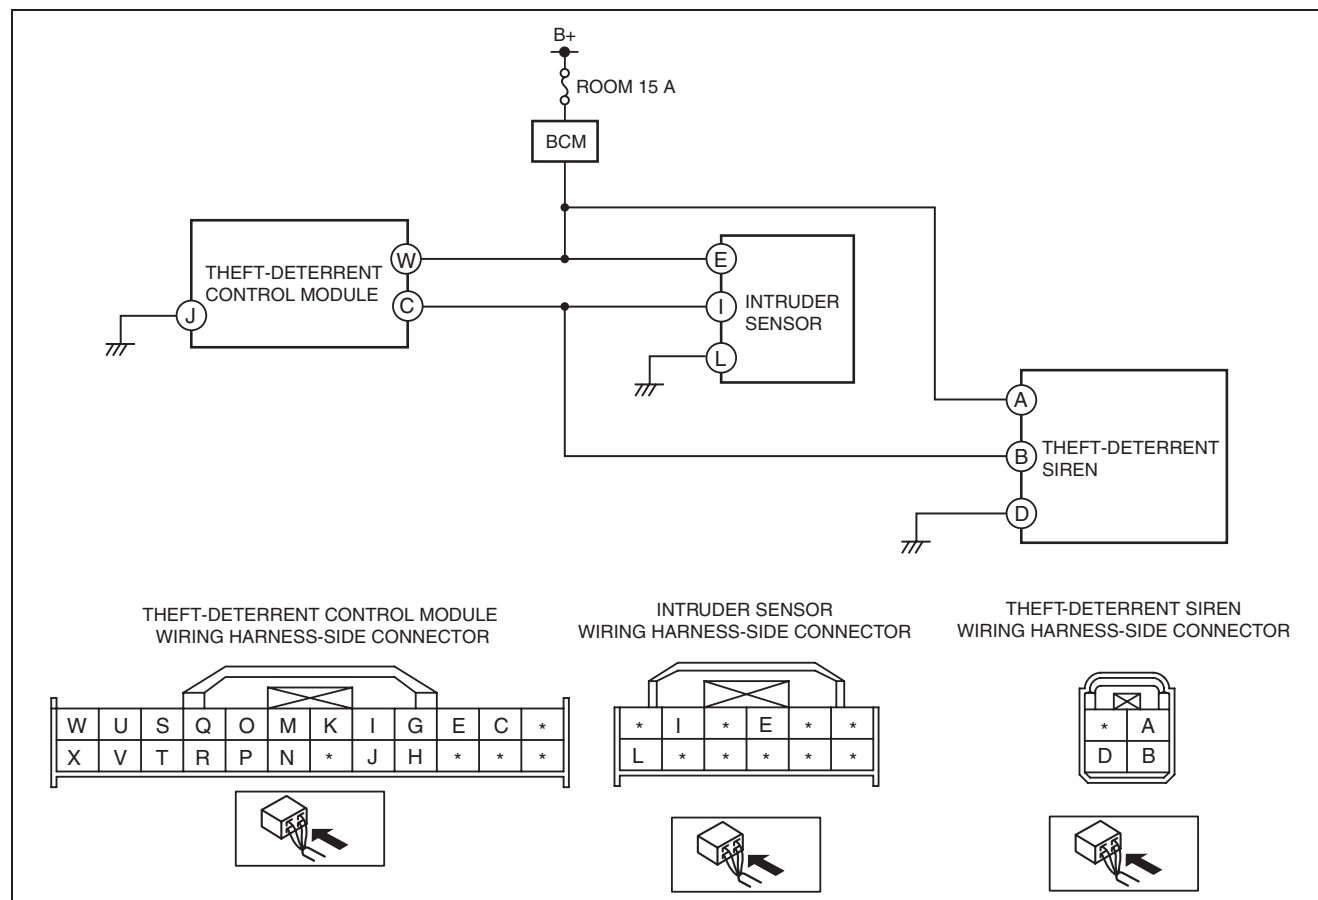 B+
ROOM 15 A
BCM
THEFT-DETERRENT
CONTROL MODULE
W
C
J
E
I
L
INTRUDER
SENSOR
A
B
D
THEFT-DETERRENT
SIREN
THEFT-DETERRENT CONTROL MODULE
WIRING HARNESS-SIDE CONNECTOR
W U S Q O M K I G E C *
X V T R P N * J H * * *
INTRUDER SENSOR
WIRING HARNESS-SIDE CONNECTOR
* I * E * *
L * * * * *
THEFT-DETERRENT SIREN
WIRING HARNESS-SIDE CONNECTOR
* A
D B